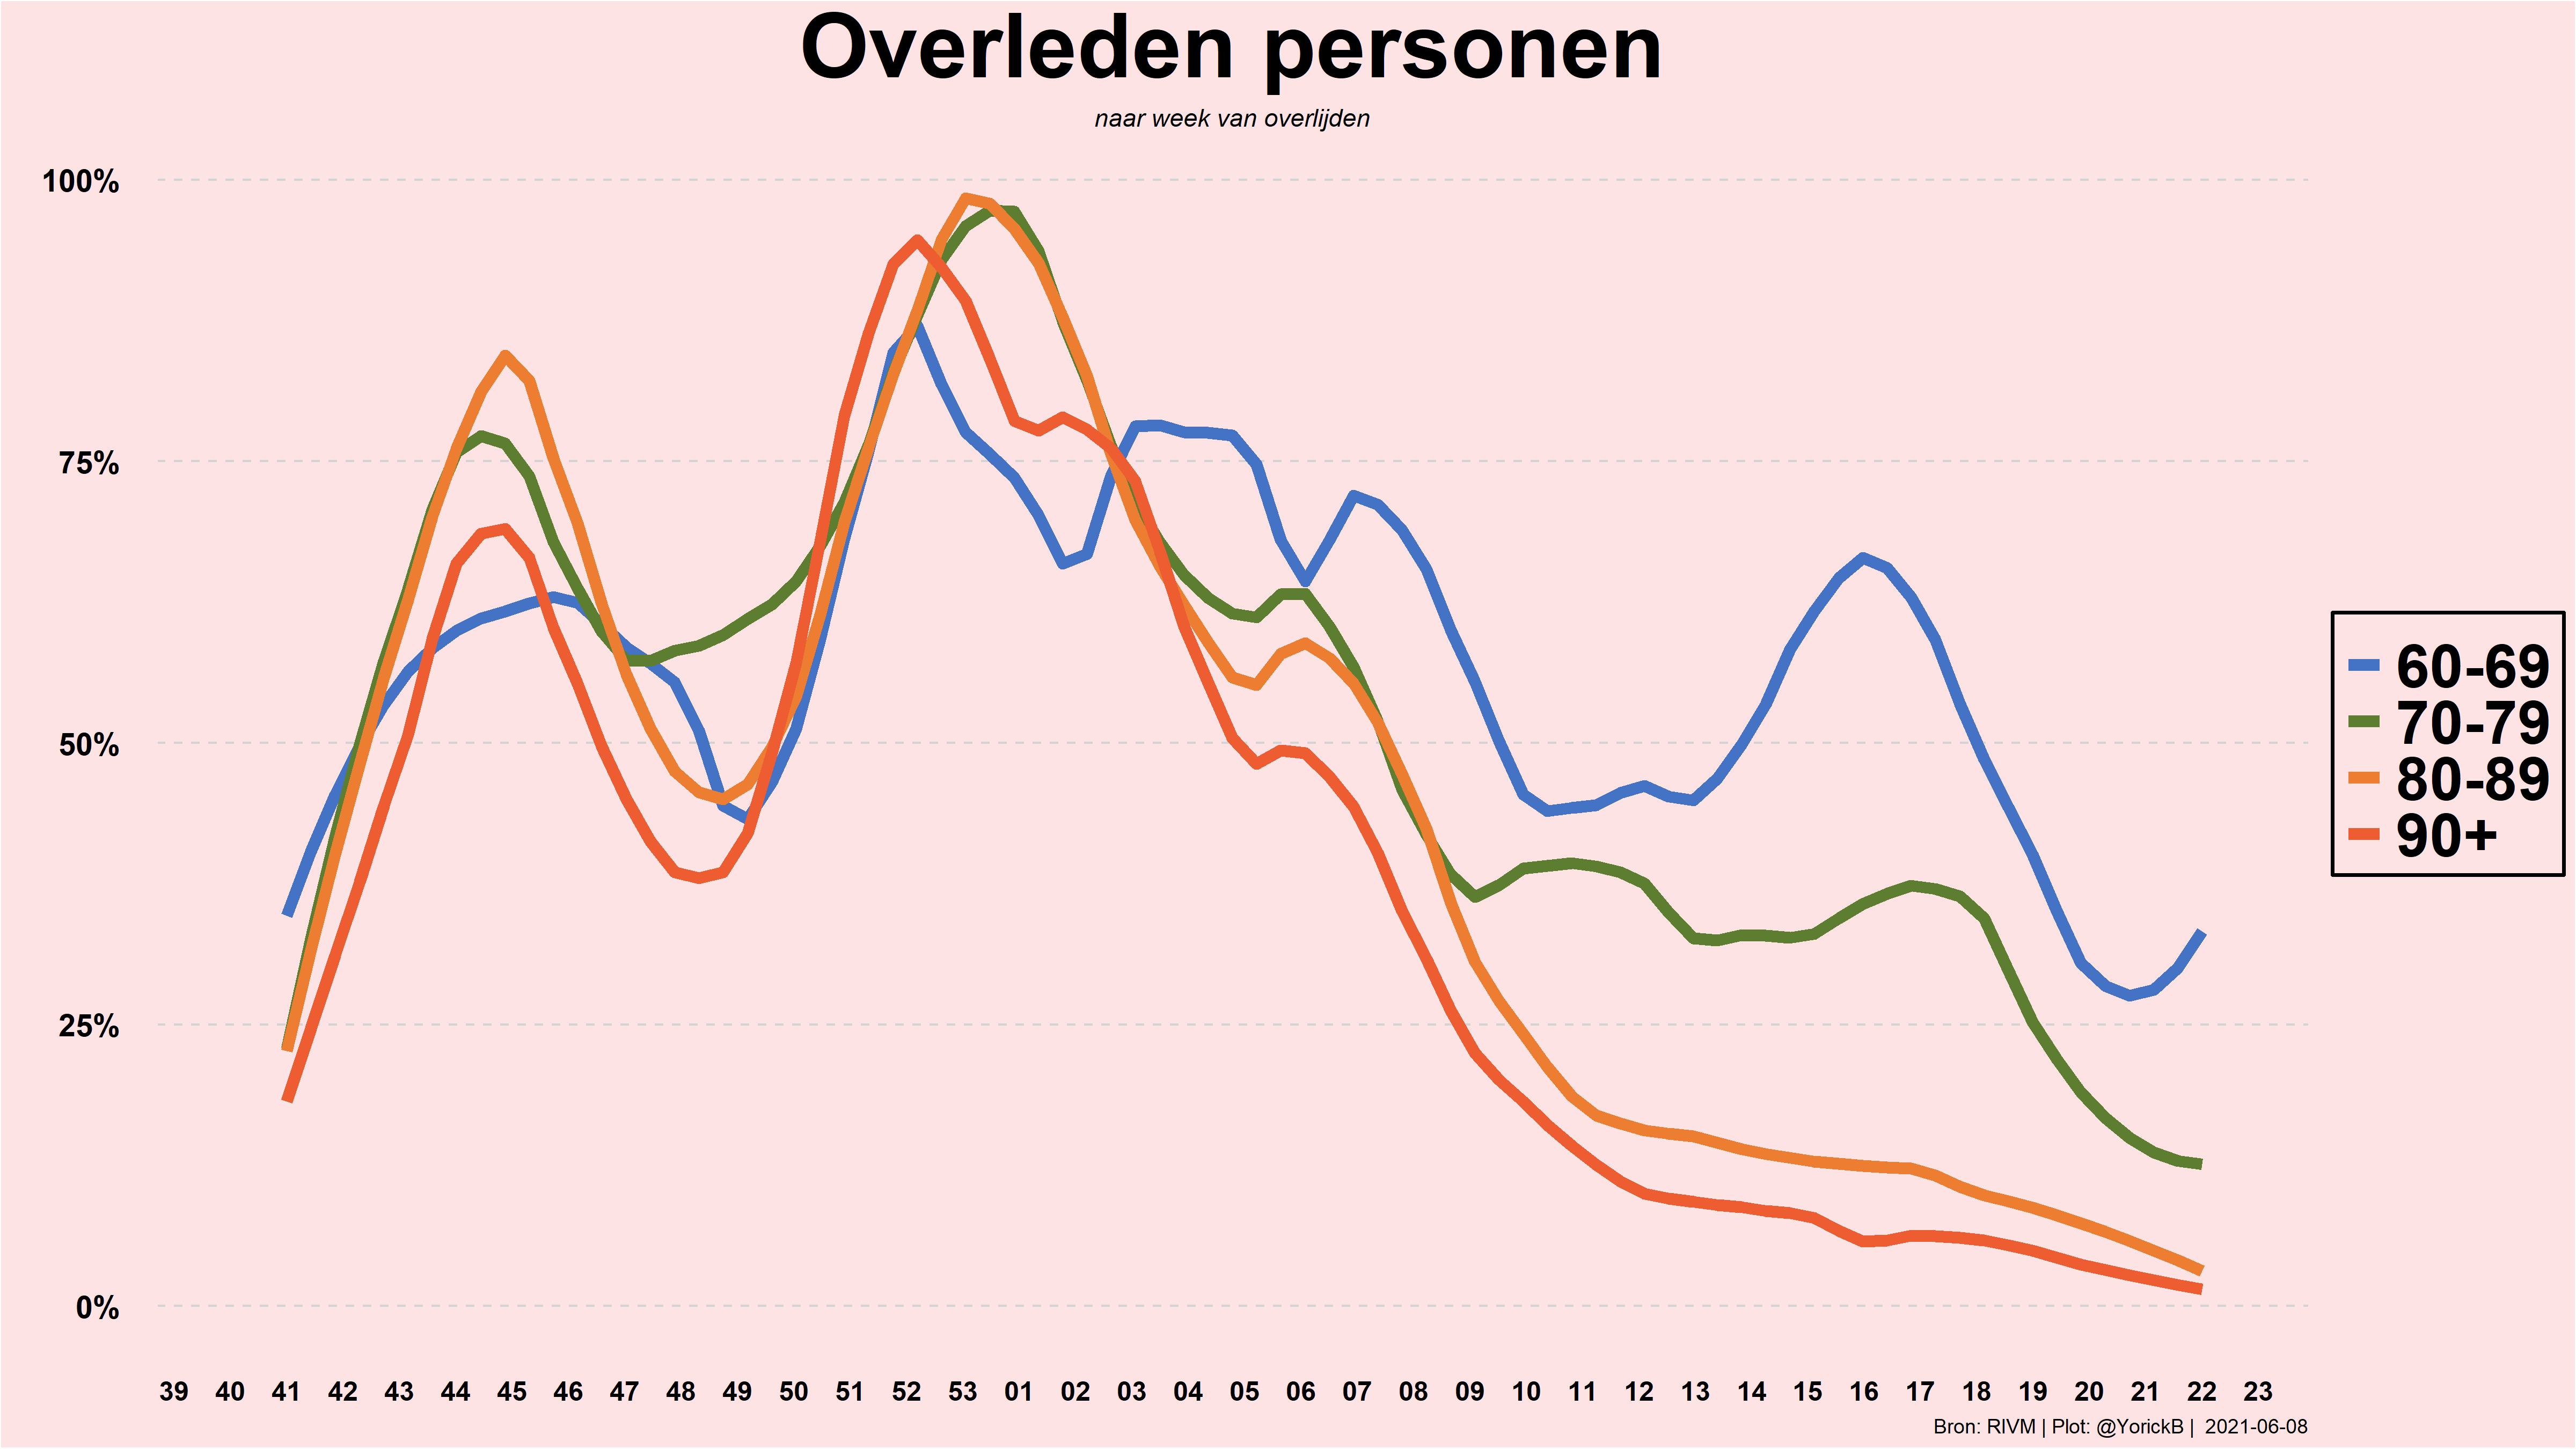 Overleden personen
naar week van overlijden
100%
75%
50%
25%
0%
60-69
70-79
80-89
90+
39 40 41 42 43 44 45 46 47 48 49 50 51 52 53 01 02 03 04 05 06 07 08 09 10 11 12 13 14 15 16 17 18 19 20 21 22 23
Bron: RIVM | Plot: @YorickB | 2021-06-08